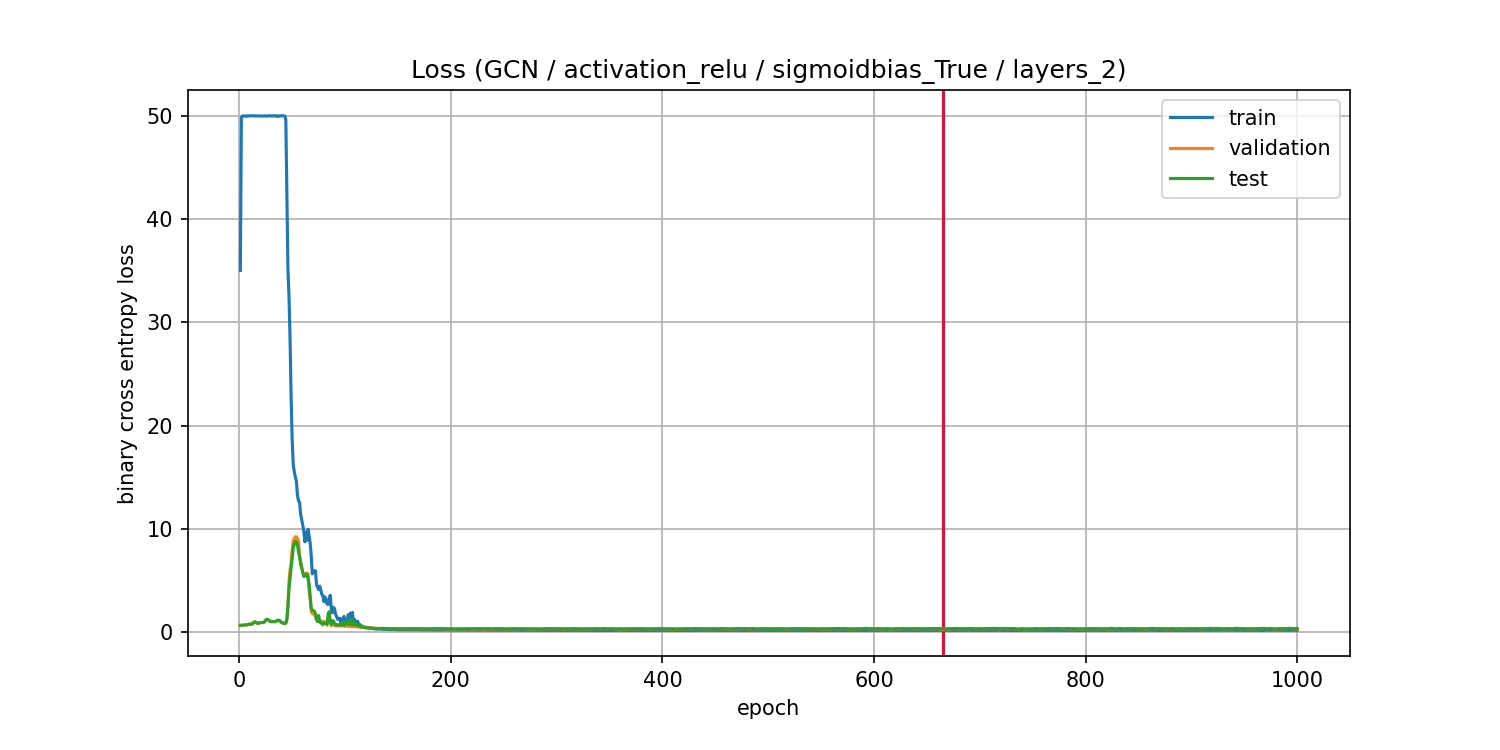 Loss (GCN / activation_relu / sigmoidbias_True / layers_2)
train
validation
test
binary cross entropy loss
50
40
30
20
10
0
0 200 400 600 800 1000
epoch